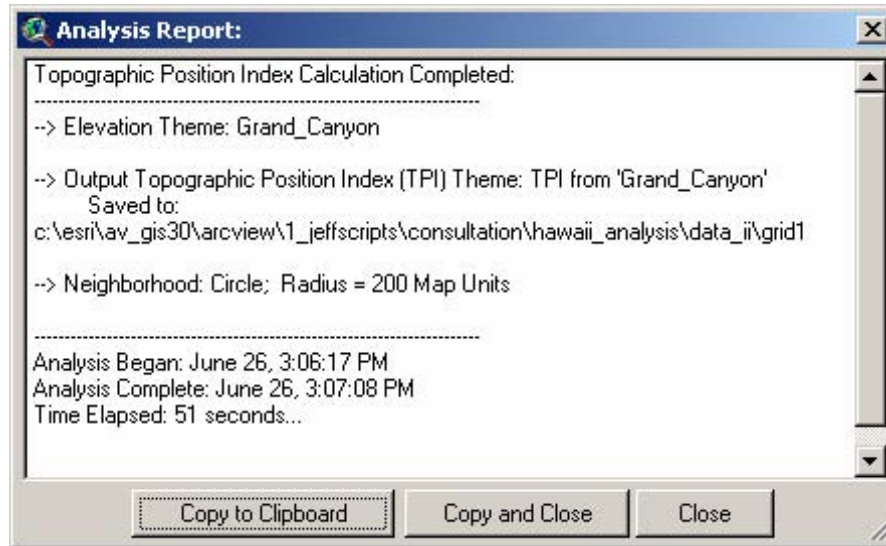 Analysis Report:
Topographic Position Index Calculation Completed:
--------------------------------------------------------------------------
--> Elevation Theme: Grand_Canyon
--> Output Topographic Position Index (TPI) Theme: TPI from 'Grand_Canyon'
Saved to:
c:\esri\av_gis30\arcview\1_jeffscripts\consultation\hawaii_analysis\data_ii\grid1
--> Neighborhood: Circle;  Radius = 200 Map Units
--------------------------------------------------------------------------
Analysis Began: June 26, 3:06:17 PM
Analysis Complete: June 26, 3:07:08 PM
Time Elapsed: 51 seconds...
Copy to Clipboard
Copy and Close
Close